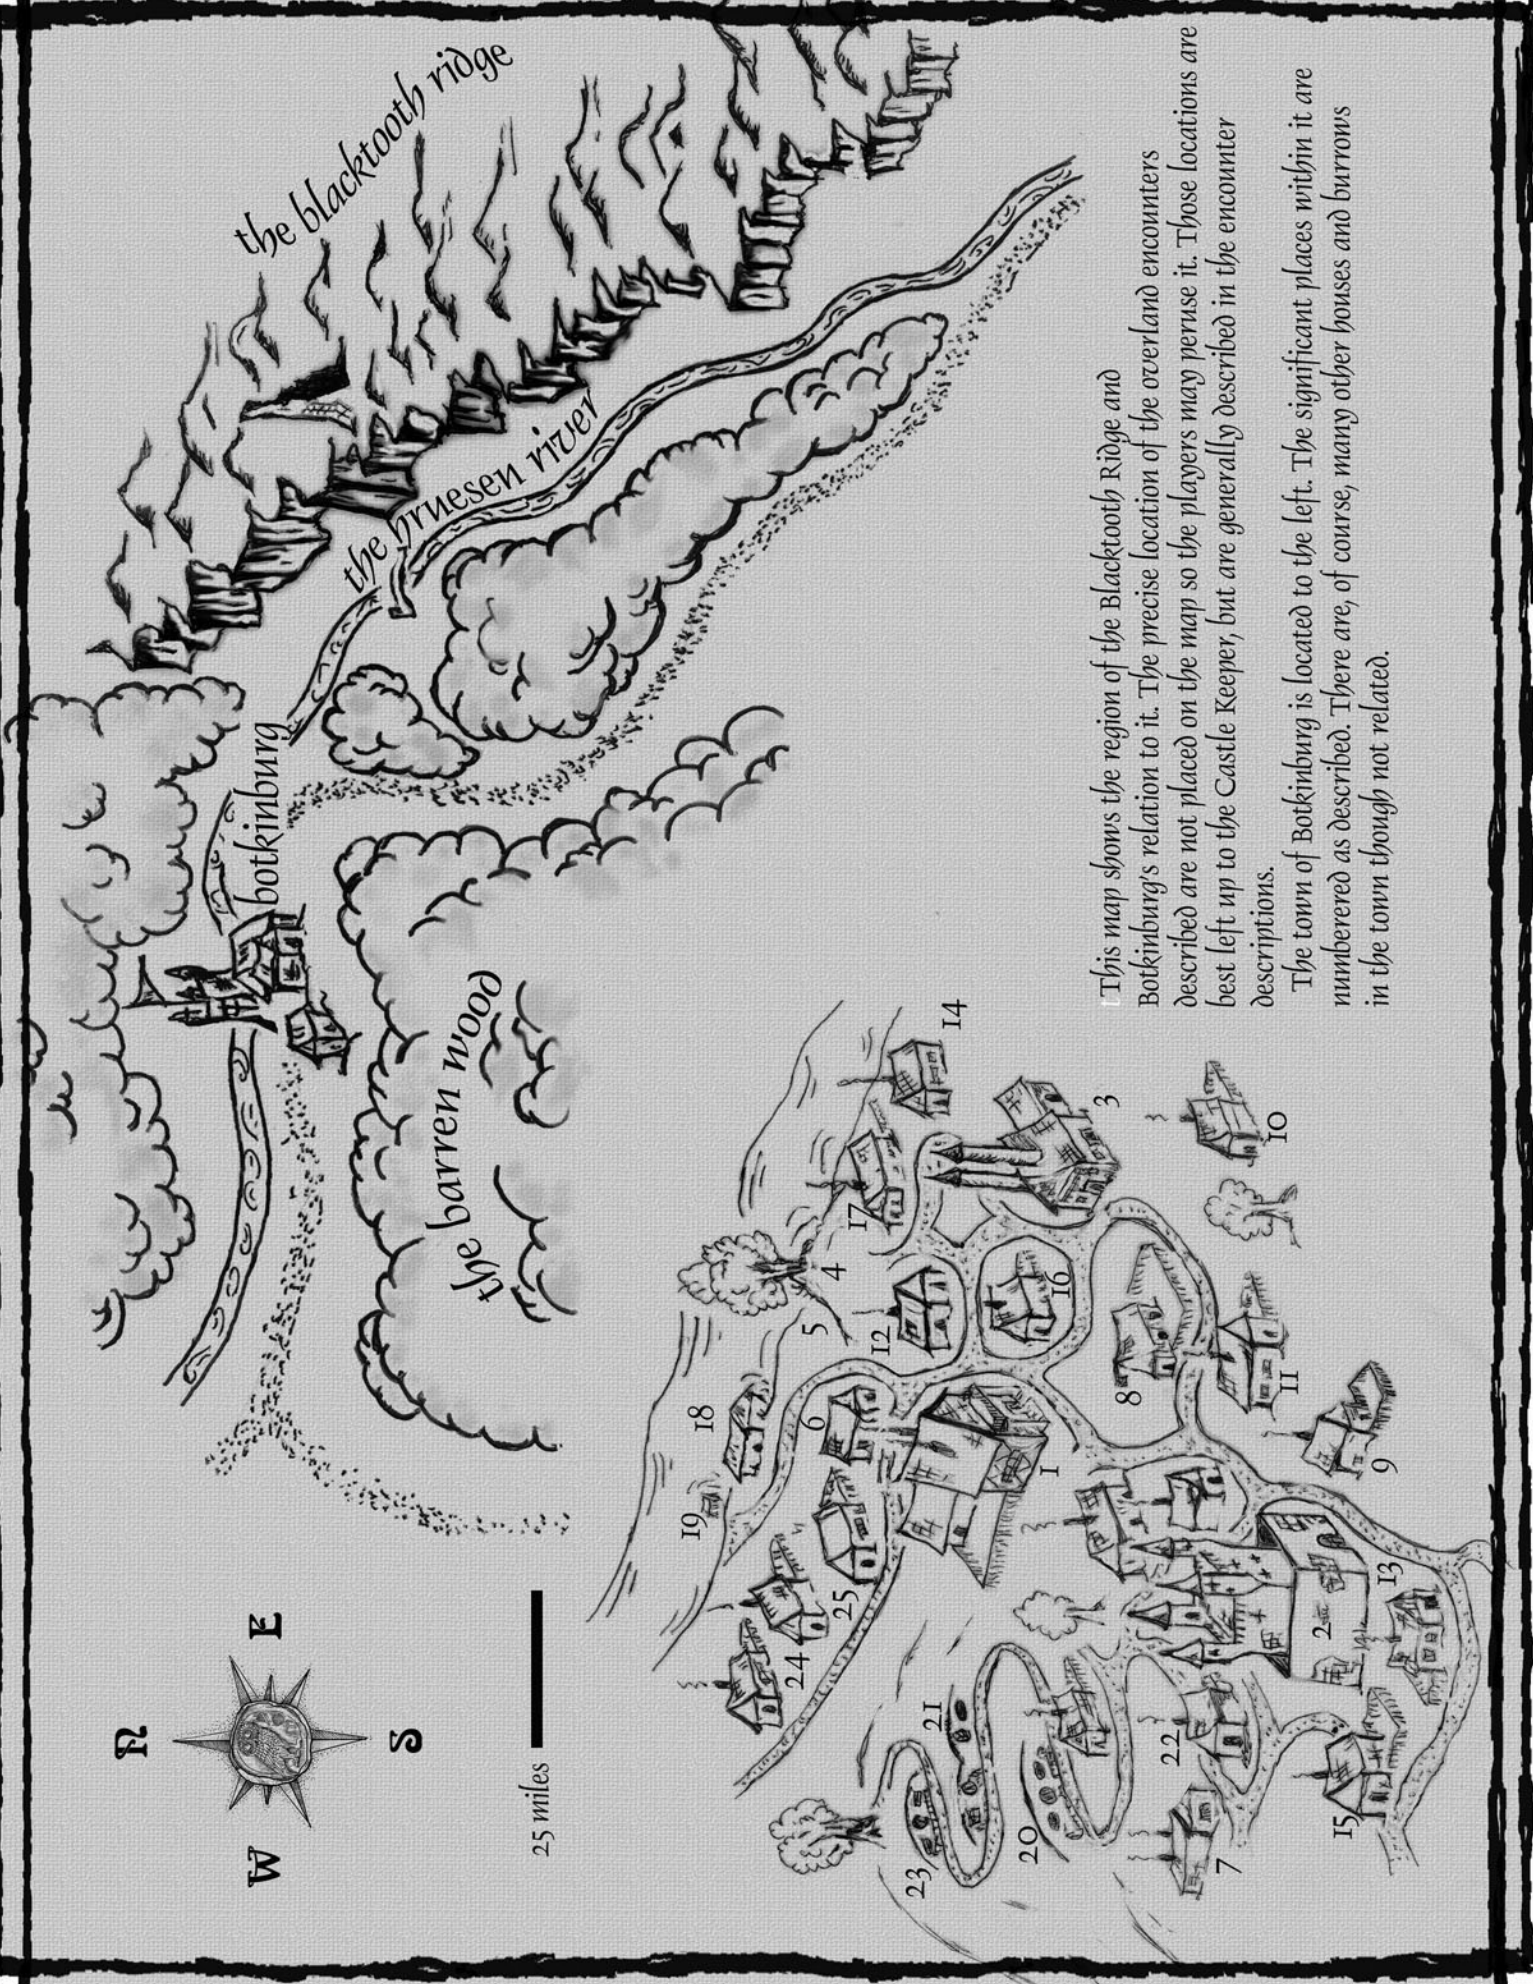 the blacktooth ridge
the bruesen river
botkinburg
the barren wood
N
W
E
S
25 miles
This map shows the region of the Blacktooth Ridge and
Botkinburg's relation to it. The precise location of the overland encounters
described are not placed on the map so the players may peruse it. Those locations are
best left up to the Castle Keeper, but are generally described in the encounter
descriptions.
The town of Botkinburg is located to the left. The significant places within it are
numberered as described. There are, of course, many other houses and burrows
in the town though not related.
19
18
24
25
6
5
4
17
14
12
23
21
16
1
3
20
8
22
10
7
2
11
15
13
9